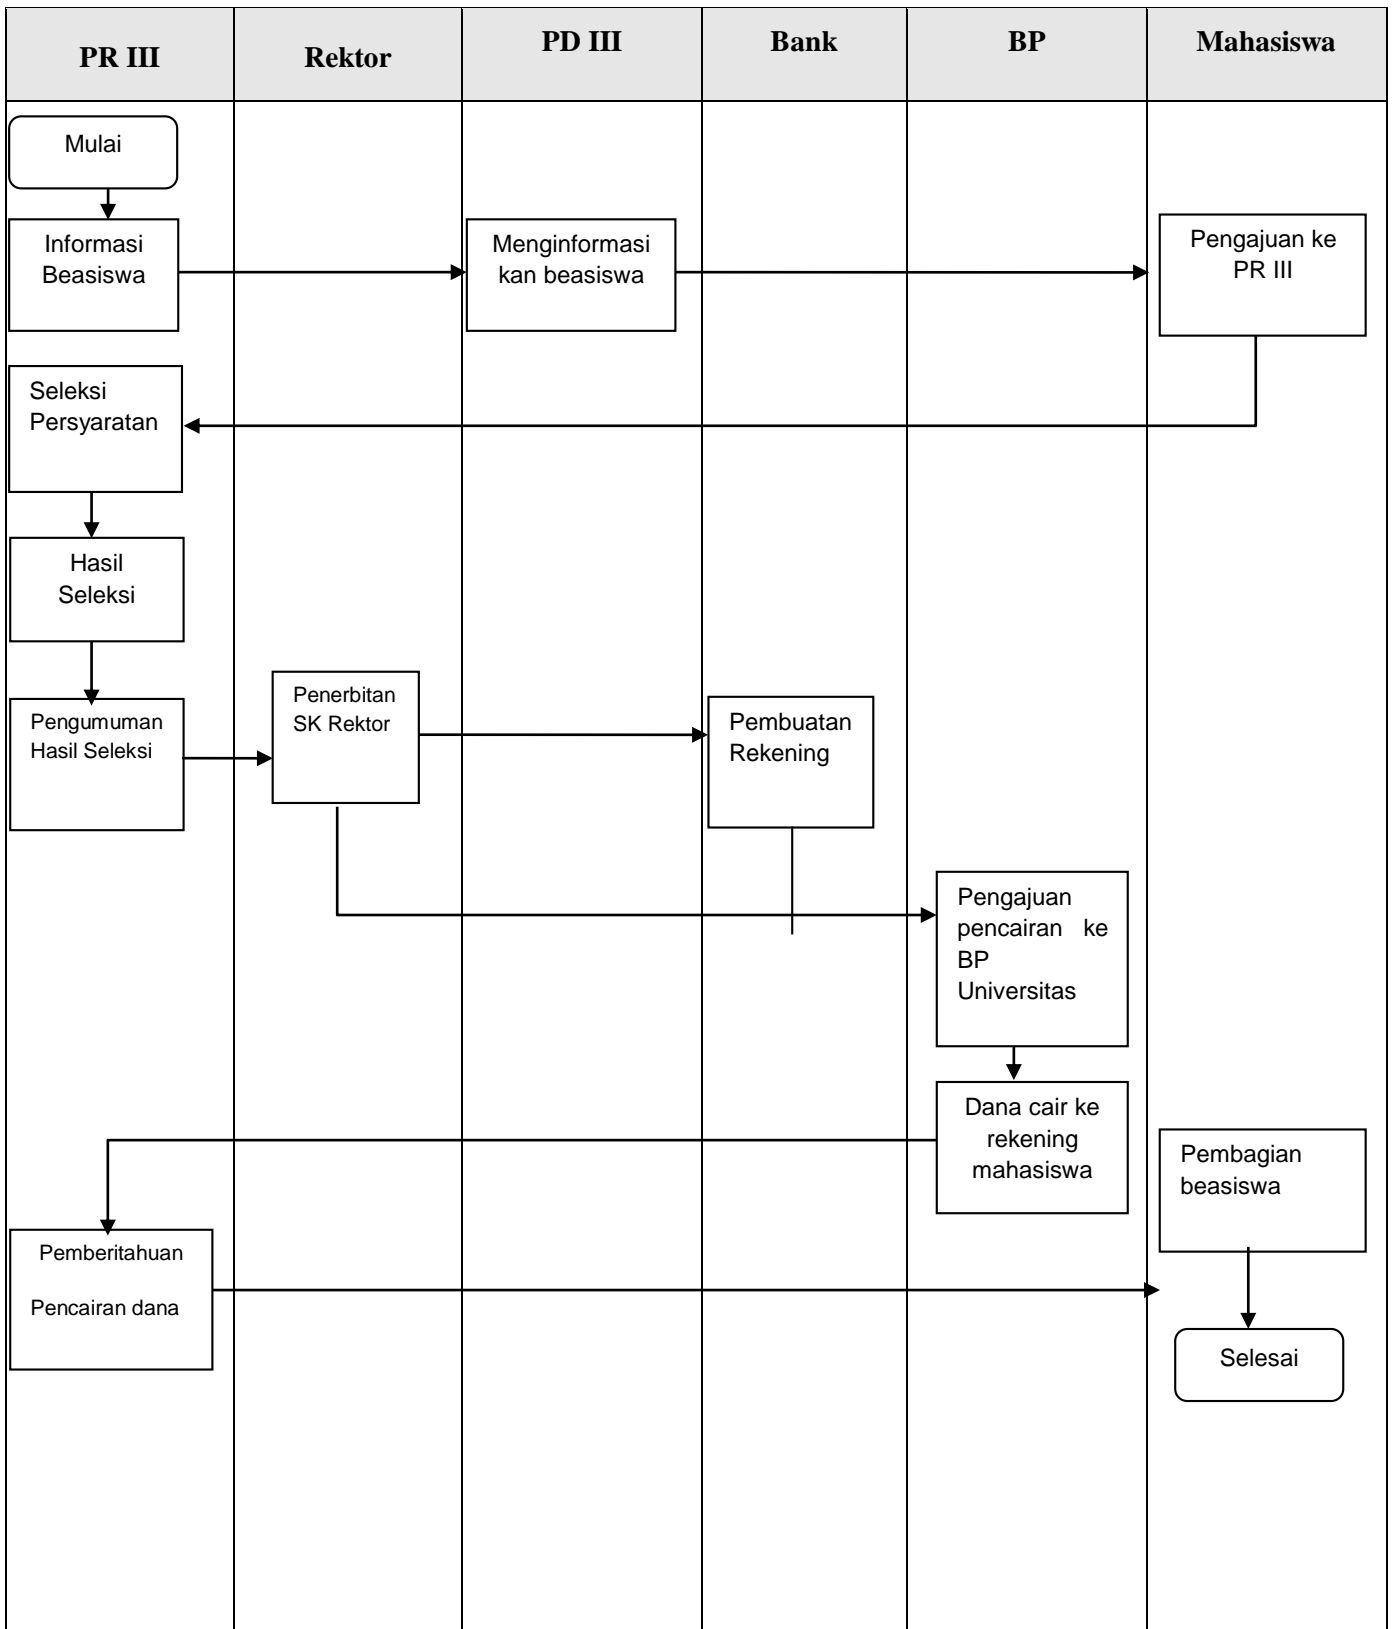 PR III
Rektor
PD III
Bank
BP
Mahasiswa
Mulai
Informasi
Beasiswa
Menginformasi
kan beasiswa
Pengajuan ke
PR III
Seleksi
Persyaratan
Hasil
Seleksi
Pengumuman
Hasil Seleksi
Penerbitan
SK Rektor
Pembuatan
Rekening
Pengajuan
pencairan ke
BP
Universitas
Dana cair ke
rekening
mahasiswa
Pembagian
beasiswa
Pemberitahuan
Pencairan dana
Selesai